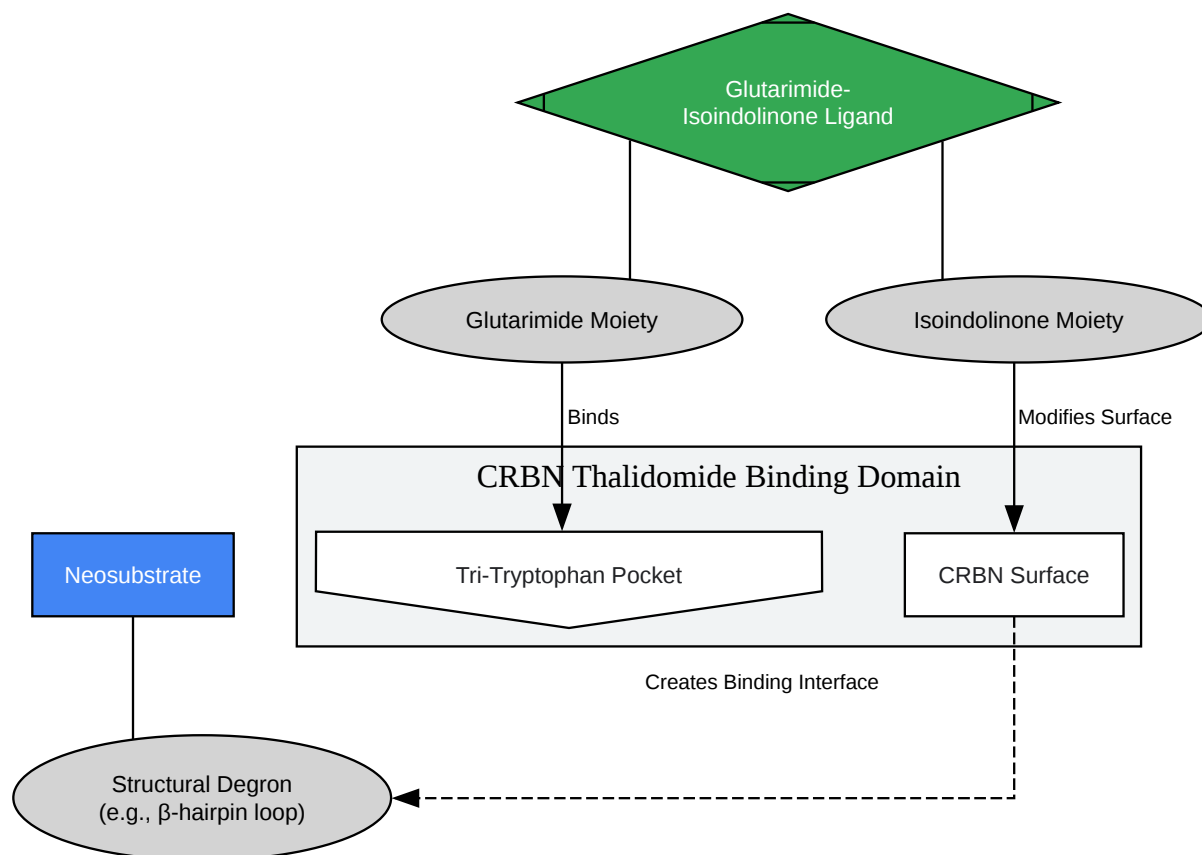 Glutarimide-
Isoindolinone Ligand
Glutarimide Moiety
Isoindolinone Moiety
Binds
Modifies Surface
CRBN Thalidomide Binding Domain
Neosubstrate
Tri-Tryptophan Pocket
CRBN Surface
Creates Binding Interface
Structural Degron
(e.g., β-hairpin loop)